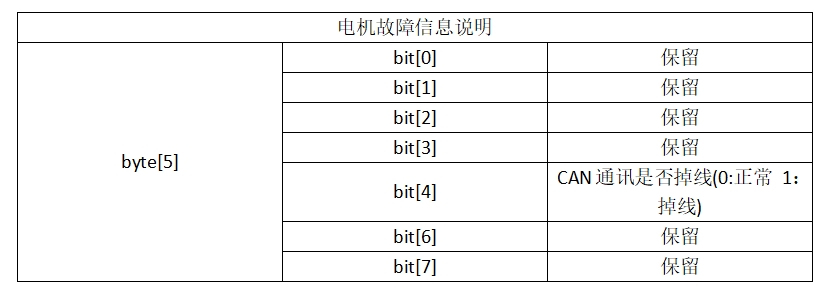 电机故障信息说明
byte[5]
bit[0] 保留
bit[1] 保留
bit[2] 保留
bit[3] 保留
bit[4] CAN 通讯是否掉线(0:正常 1：
掉线)
bit[6] 保留
bit[7] 保留